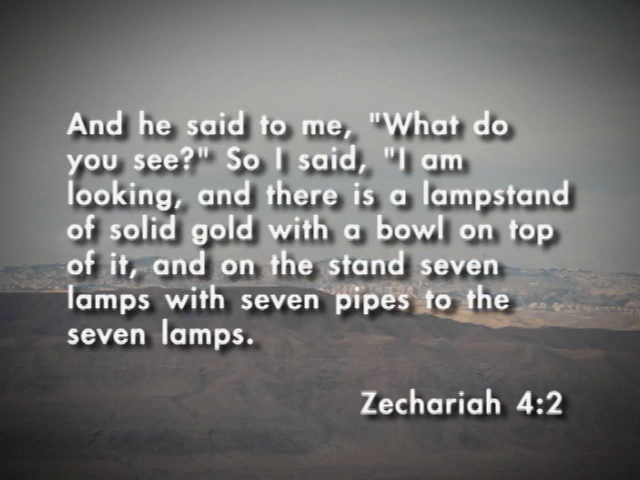 And he said to me, "What do
you see?" So I said, "I am
looking, and there is a lampstand
of solid gold with a bowl on top
of it, and on the stand seven
lamps with seven pipes to the
seven lamps.
Zechariah 4:2